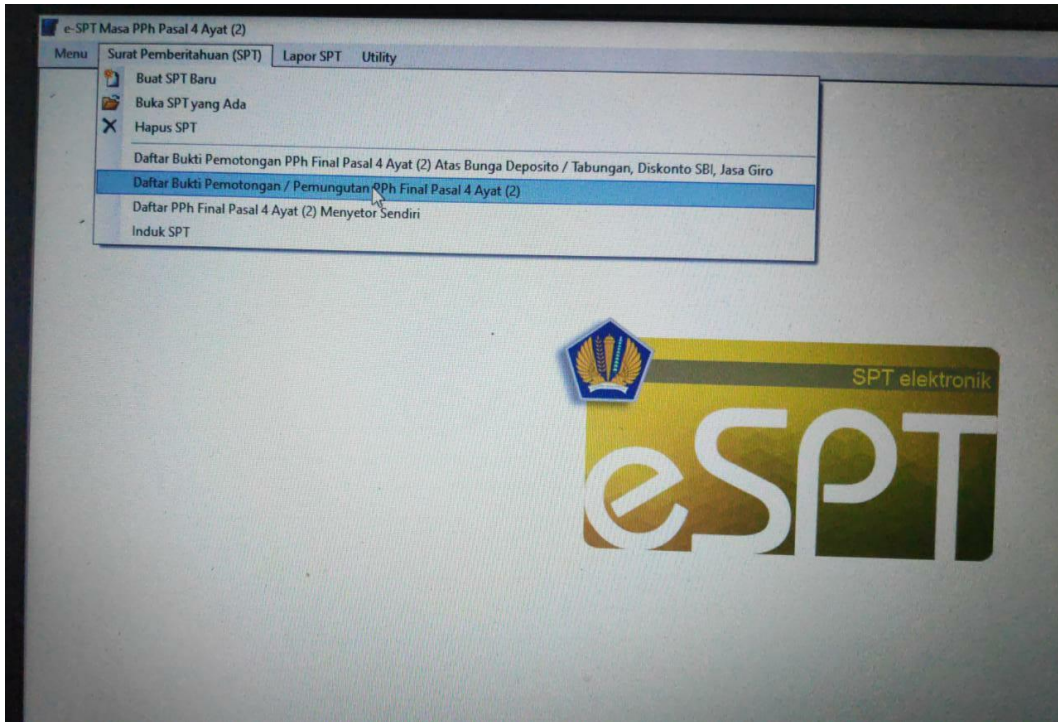 e-SPT Masa PPh Pasal 4 Ayat (2)
Menu Surat Pemberitahuan (SPT) Lapor SPT Utility
Buat SPT Baru
Buka SPT yang Ada
Hapus SPT
Daftar Bukti Pemotongan PPh Final Pasal 4 Ayat (2) Atas Bunga Deposito / Tabungan, Diskonto SBI, Jasa Giro
Daftar Bukti Pemotongan / Pemungutan PPh Final Pasal 4 Ayat (2)
Daftar PPh Final Pasal 4 Ayat (2) Menyetor Sendiri
Induk SPT
SPT elektronik
eSPT